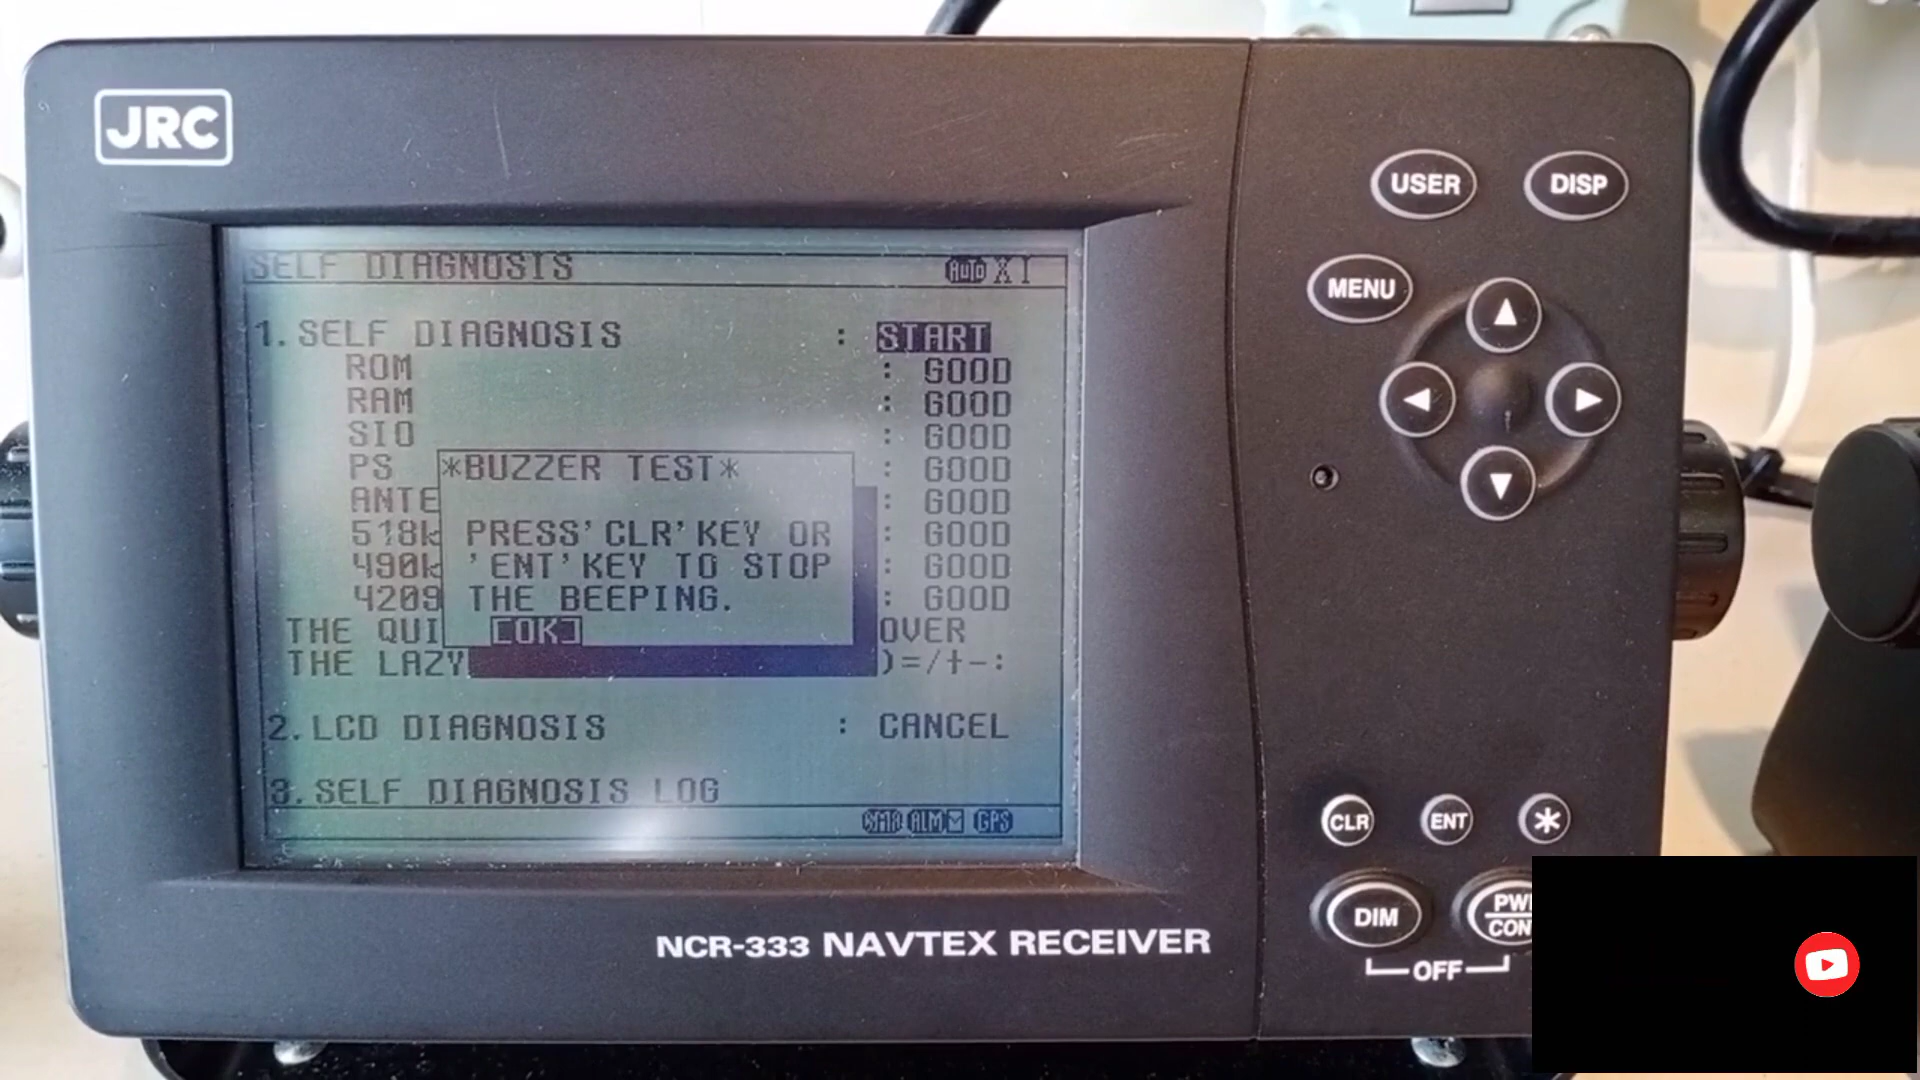 JRC
SELF DIAGNOSIS AUTO
1.SELF DIAGNOSIS : START
ROM : GOOD
RAM : GOOD
SIO : GOOD
PS : GOOD
ANTE : GOOD
518k : GOOD
490k : GOOD
4209 : GOOD
THE QUI OVER
THE LAZY )=/+-:
*BUZZER TEST*
PRESS'CLR'KEY OR
'ENT'KEY TO STOP
THE BEEPING.
[OK]
2.LCD DIAGNOSIS : CANCEL
3.SELF DIAGNOSIS LOG
ALM GPS
NCR-333 NAVTEX RECEIVER
USER DISP
MENU
CLR ENT *
DIM
OFF